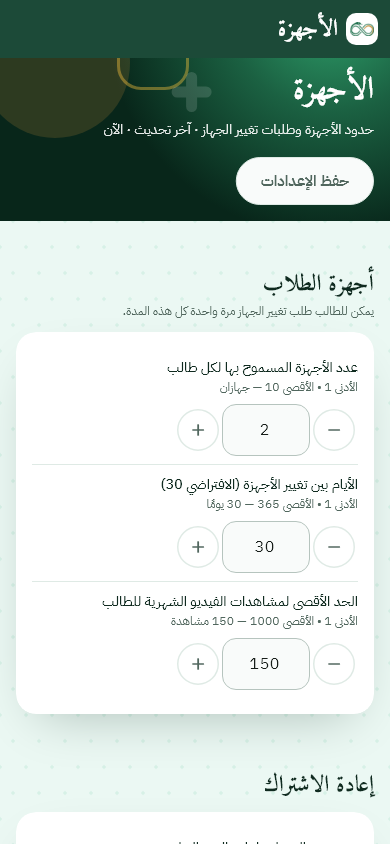 الأجهزة
الأجهزة
حدود الأجهزة وطلبات تغيير الجهاز · آخر تحديث · الآن
حفظ الإعدادات
أجهزة الطلاب
يمكن للطالب طلب تغيير الجهاز مرة واحدة كل هذه المدة.
عدد الأجهزة المسموح بها لكل طالب
الأدنى 1 • الأقصى 10 — جهازان
− 2 +
الأيام بين تغيير الأجهزة (الافتراضي 30)
الأدنى 1 • الأقصى 365 — 30 يومًا
− 30 +
الحد الأقصى لمشاهدات الفيديو الشهرية للطالب
الأدنى 1 • الأقصى 1000 — 150 مشاهدة
− 150 +
إعادة الاشتراك